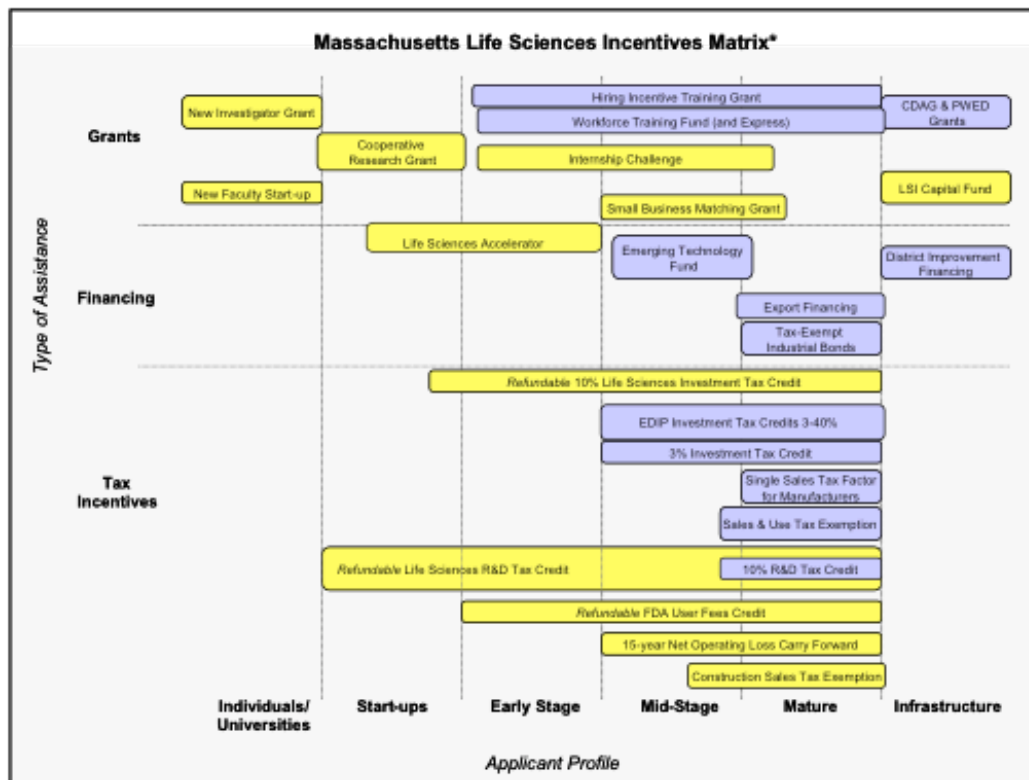 Massachusetts Life Sciences Incentives Matrix*
Type of Assistance
Grants
New Investigator Grant
Hiring Incentive Training Grant
CDAG & PWED
Grants
Workforce Training Fund (and Express)
Cooperative
Research Grant
Internship Challenge
New Faculty Start-up
LSI Capital Fund
Small Business Matching Grant
Financing
Life Sciences Accelerator
Emerging Technology
Fund
District Improvement
Financing
Export Financing
Tax-Exempt
Industrial Bonds
Tax
Incentives
Refundable 10% Life Sciences Investment Tax Credit
EDIP Investment Tax Credits 3-40%
3% Investment Tax Credit
Single Sales Tax Factor
for Manufacturers
Sales & Use Tax Exemption
Refundable Life Sciences R&D Tax Credit
10% R&D Tax Credit
Refundable FDA User Fees Credit
15-year Net Operating Loss Carry Forward
Construction Sales Tax Exemption
Individuals/
Universities
Start-ups
Early Stage
Mid-Stage
Mature
Infrastructure
Applicant Profile